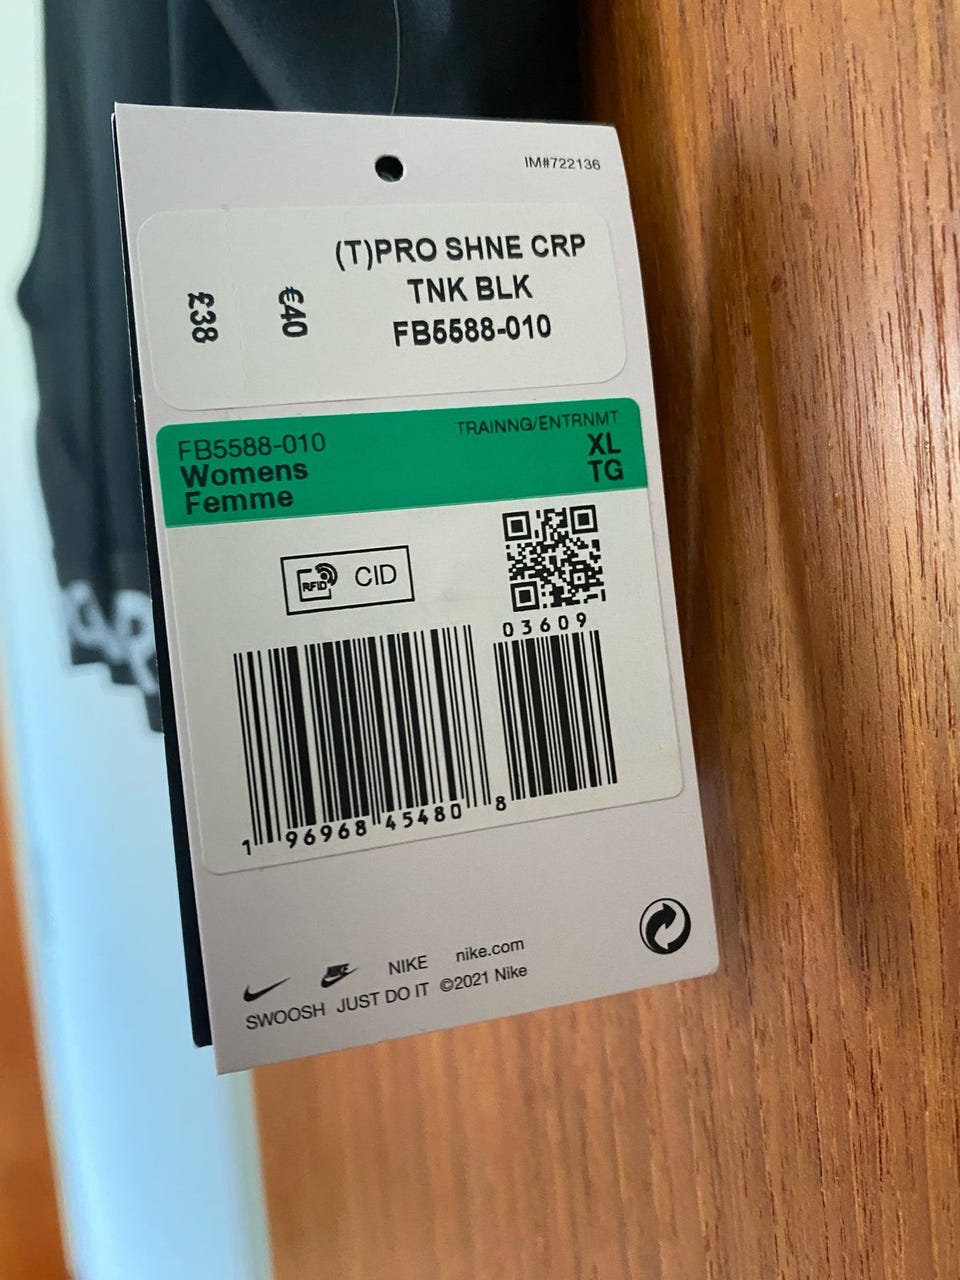 IM#722136
(T)PRO SHNE CRP
TNK BLK
FB5588-010
£38
€40
FB5588-010
TRAINNG/ENTRNMT
Womens
XL
Femme
TG
RFID CID
03609
1 96968 45480 8
NIKE NIKE nike.com
SWOOSH JUST DO IT ©2021 Nike